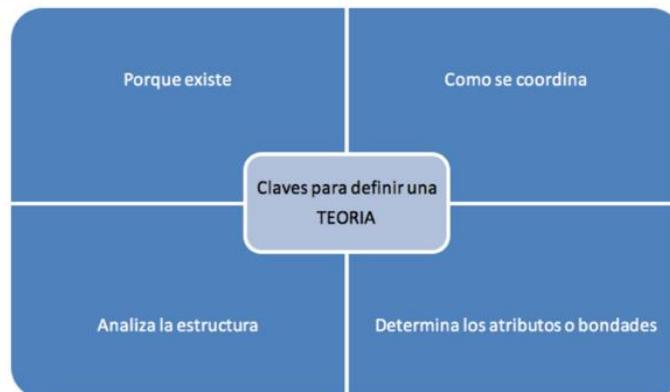 Porque existe
Como se coordina
Claves para definir una
TEORIA
Analiza la estructura
Determina los atributos o bondades